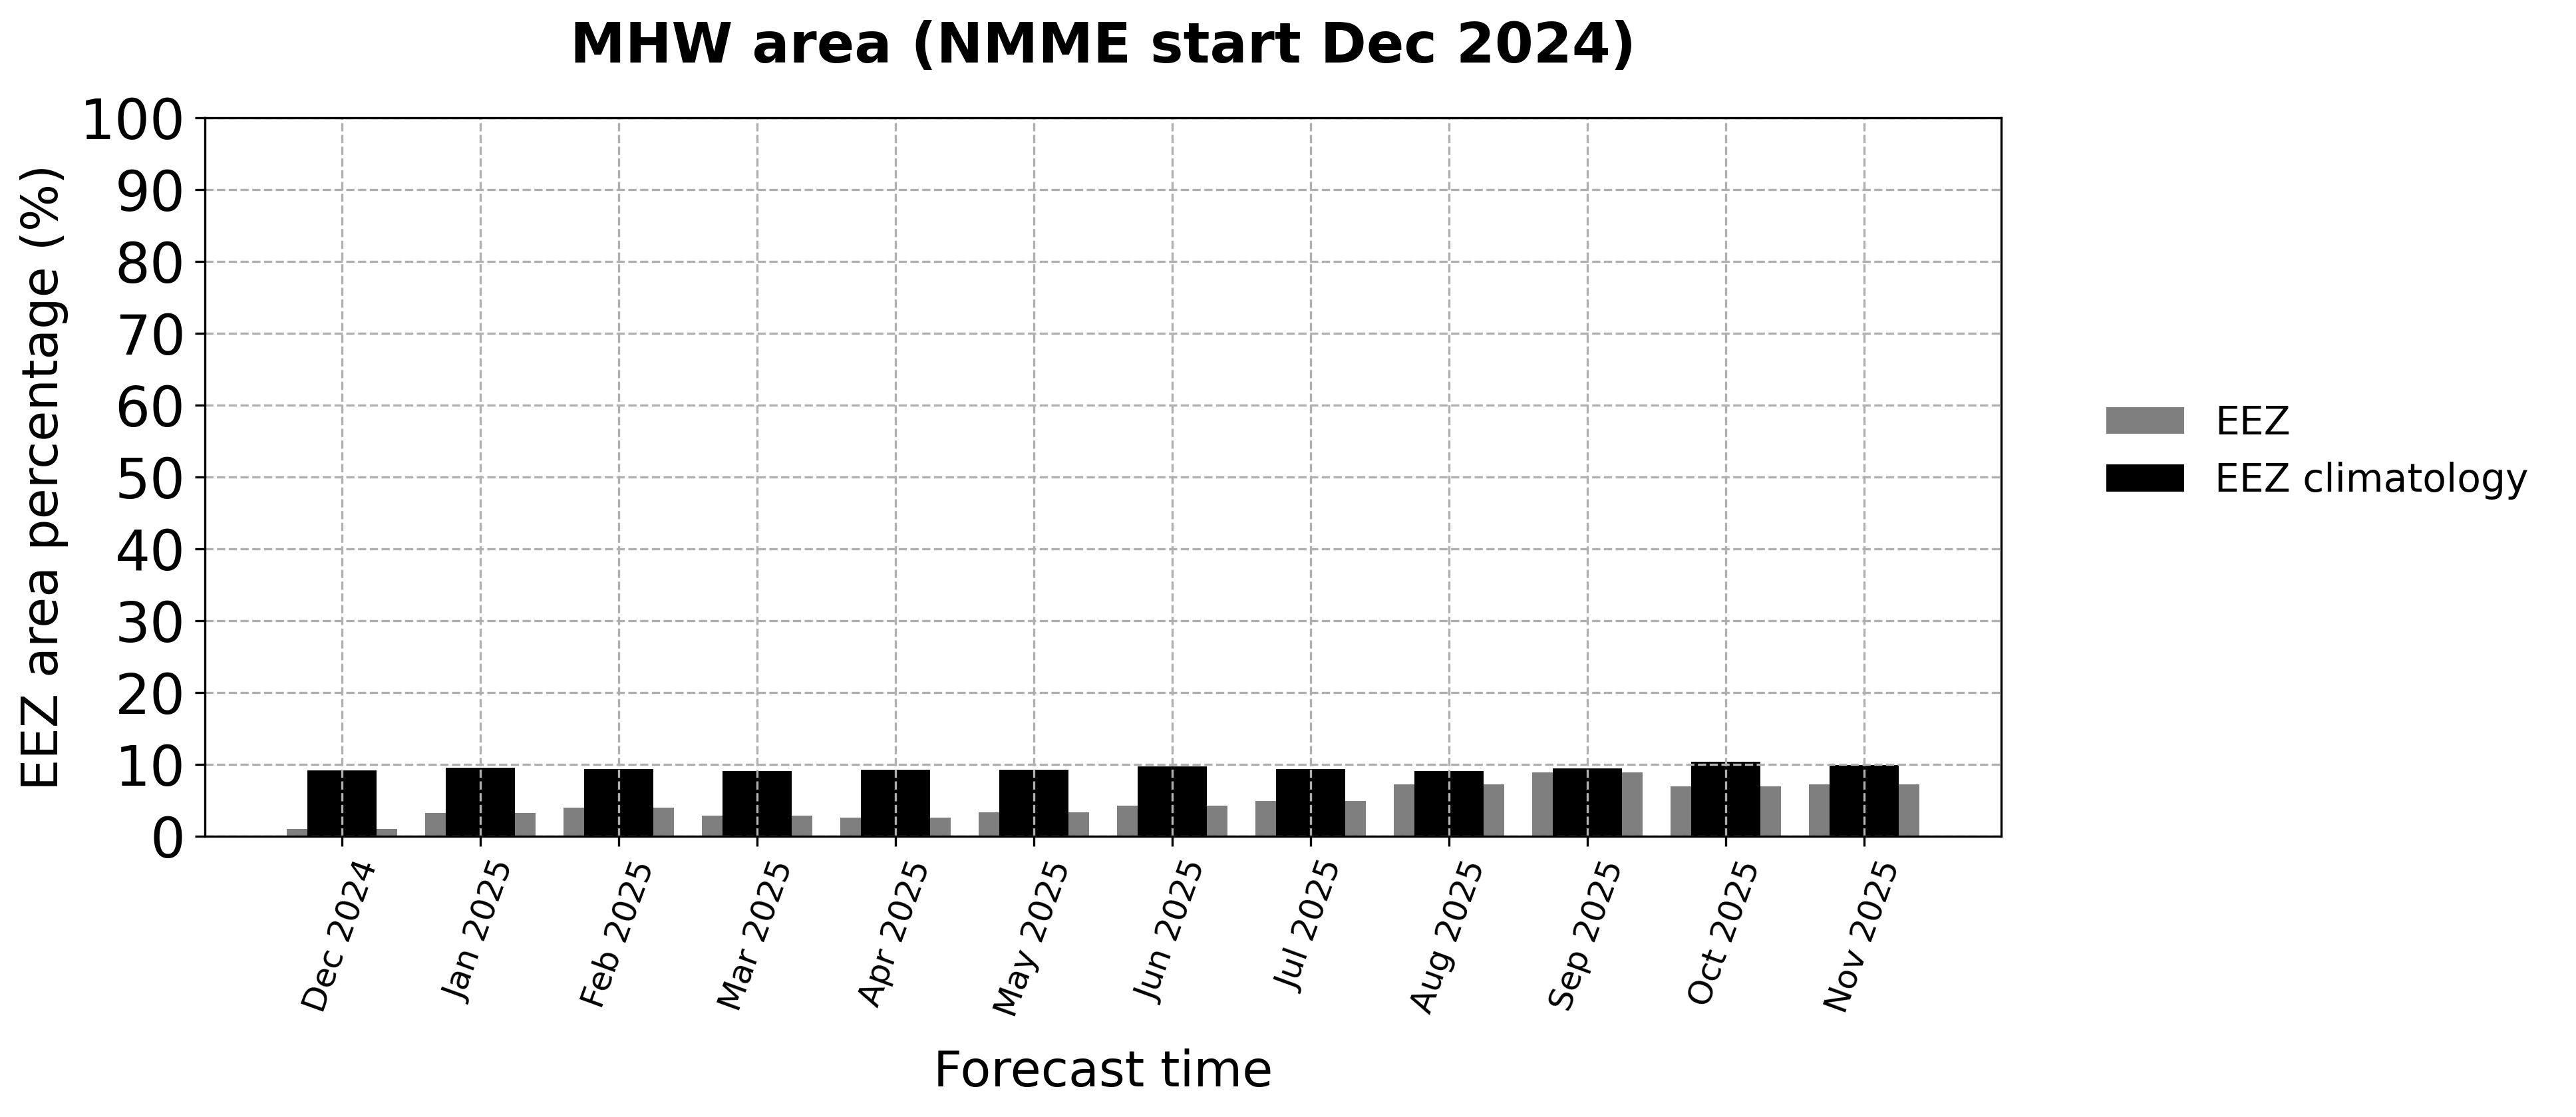 MHW area (NMME start Dec 2024)
EEZ area percentage (%)
100
90
80
70
60
50
40
30
20
10
0
Dec 2024
Jan 2025
Feb 2025
Mar 2025
Apr 2025
May 2025
Jun 2025
Jul 2025
Aug 2025
Sep 2025
Oct 2025
Nov 2025
Forecast time
EEZ
EEZ climatology